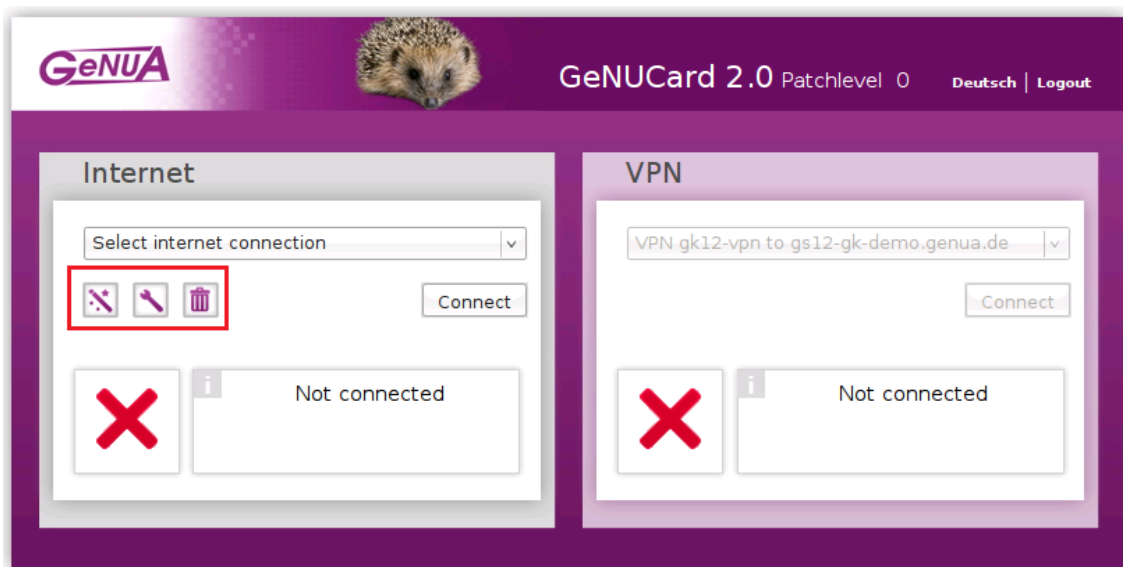 GeNUA
GeNUCard 2.0 Patchlevel 0
Deutsch | Logout
Internet
Select internet connection
Connect
i
Not connected
VPN
VPN gk12-vpn to gs12-gk-demo.genua.de
Connect
i
Not connected